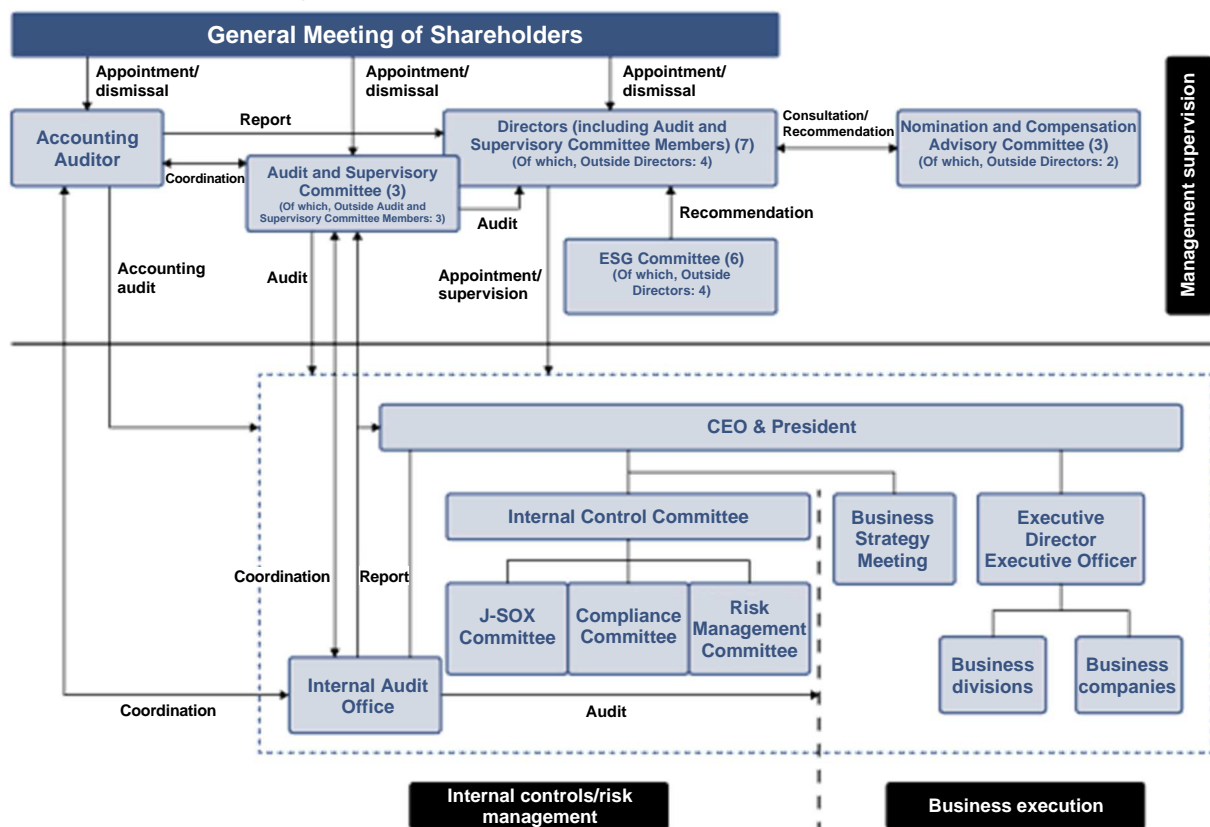 General Meeting of Shareholders
Appointment/
dismissal
Appointment/
dismissal
Appointment/
dismissal
Accounting
Auditor
Report
Coordination
Audit and Supervisory
Committee (3)
(Of which, Outside Audit and
Supervisory Committee Members: 3)
Directors (including Audit and
Supervisory Committee Members) (7)
(Of which, Outside Directors: 4)
Consultation/
Recommendation
Nomination and Compensation
Advisory Committee (3)
(Of which, Outside Directors: 2)
Management supervision
Audit
Recommendation
ESG Committee (6)
(Of which, Outside
Directors: 4)
Accounting
audit
Audit
Appointment/
supervision
CEO & President
Internal Control Committee
Business
Strategy
Meeting
Executive
Director
Executive Officer
Coordination
Report
J-SOX
Committee
Compliance
Committee
Risk
Management
Committee
Business
divisions
Business
companies
Internal Audit
Office
Coordination
Audit
Internal controls/risk
management
Business execution